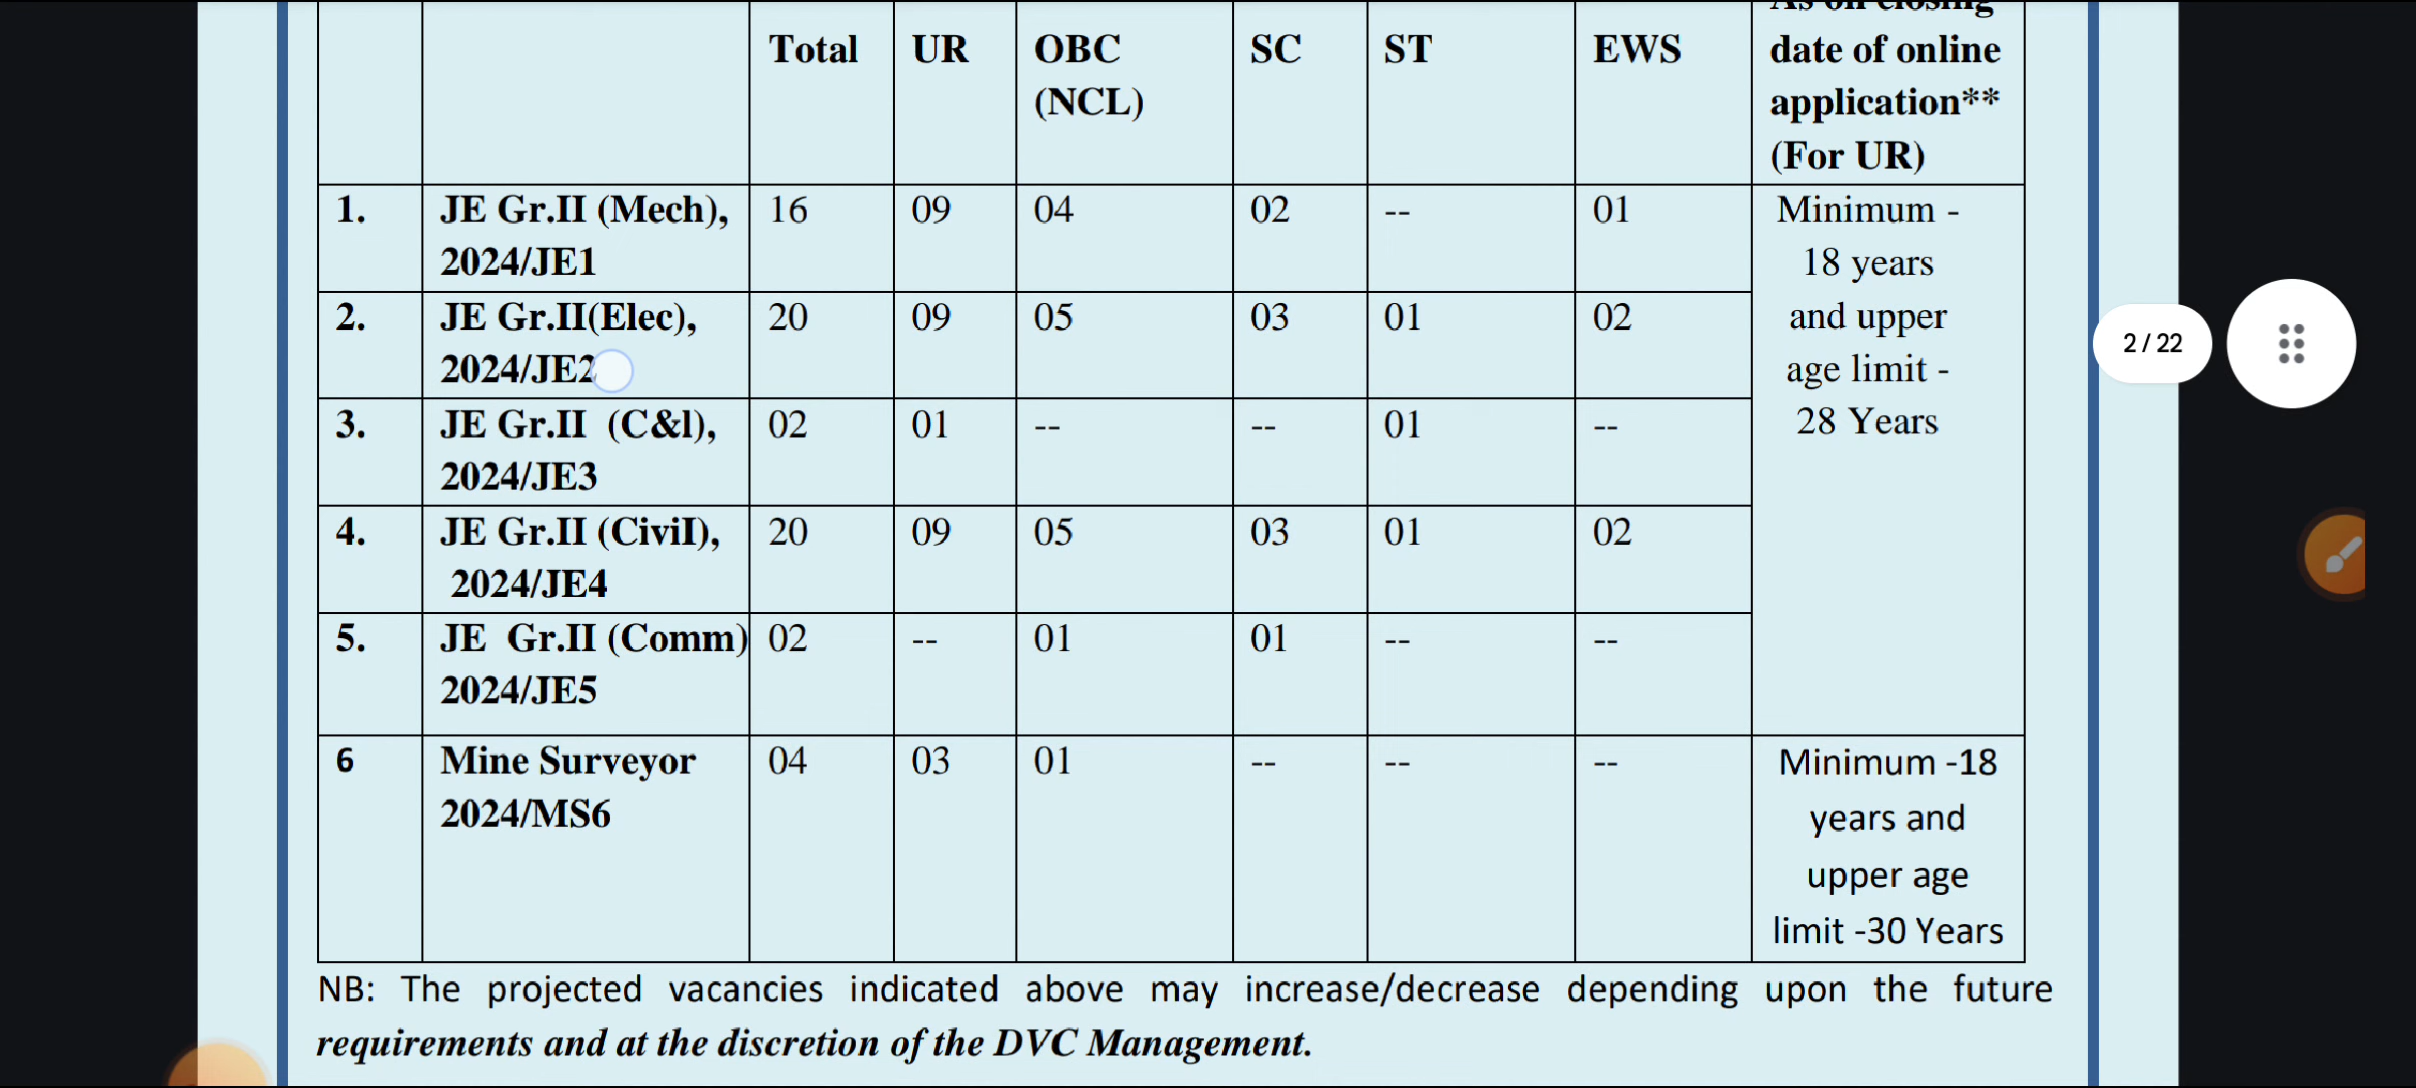 As on closing
Total UR OBC SC ST EWS date of online
(NCL) application**
(For UR)
1. JE Gr.II (Mech), 16 09 04 02 -- 01 Minimum -
2024/JE1 18 years
2. JE Gr.II(Elec), 20 09 05 03 01 02 and upper
2024/JE2 age limit -
3. JE Gr.II (C&l), 02 01 -- -- 01 -- 28 Years
2024/JE3
4. JE Gr.II (CiviI), 20 09 05 03 01 02
2024/JE4
5. JE Gr.II (Comm) 02 -- 01 01 -- --
2024/JE5
6 Mine Surveyor 04 03 01 -- -- -- Minimum -18
2024/MS6 years and
upper age
limit -30 Years
NB: The projected vacancies indicated above may increase/decrease depending upon the future
requirements and at the discretion of the DVC Management.
2 / 22